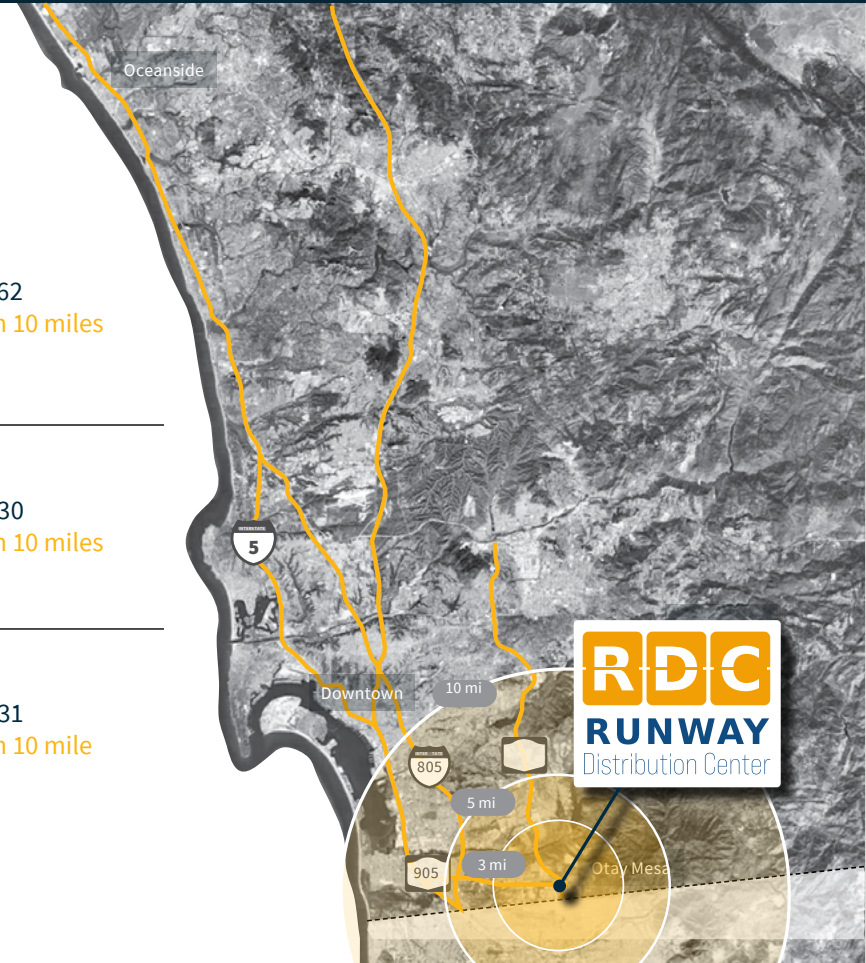 Oceanside
62
n 10 miles
30
n 10 miles
INTERSTATE
5
31
n 10 mile
Downtown
10 mi
RDC
RUNWAY
Distribution Center
INTERSTATE
805
5 mi
3 mi
905
Otay Mesa